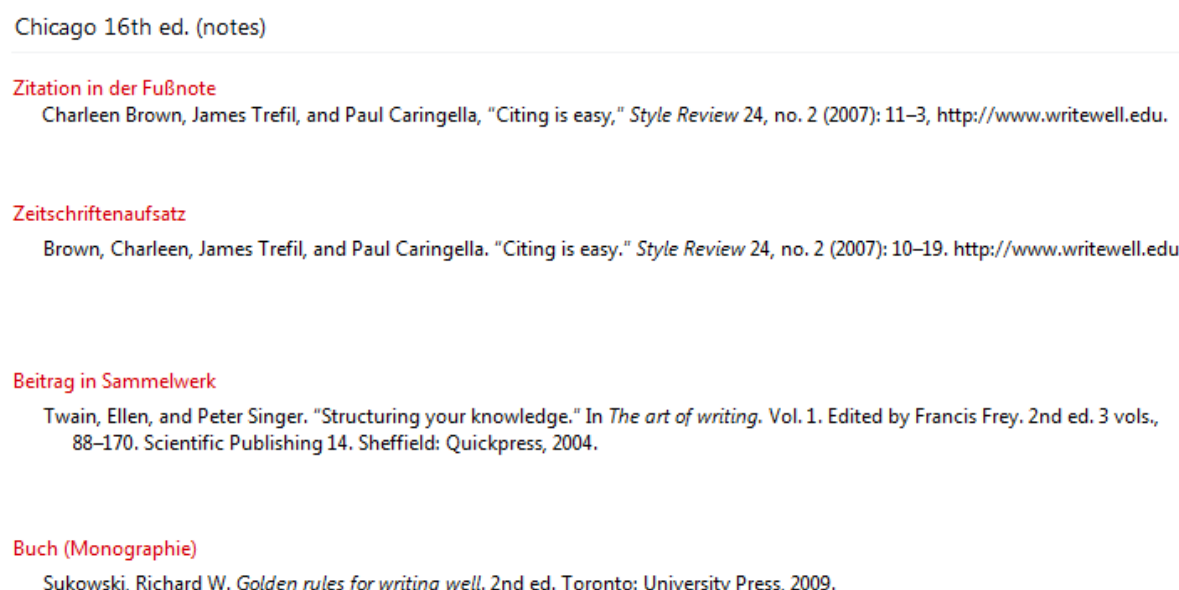 Chicago 16th ed. (notes)
Zitation in der Fußnote
Charleen Brown, James Trefil, and Paul Caringella, “Citing is easy,” Style Review 24, no. 2 (2007): 11–3, http://www.writewell.edu.
Zeitschriftenaufsatz
Brown, Charleen, James Trefil, and Paul Caringella. “Citing is easy.” Style Review 24, no. 2 (2007): 10–19. http://www.writewell.edu
Beitrag in Sammelwerk
Twain, Ellen, and Peter Singer. “Structuring your knowledge.” In The art of writing. Vol. 1. Edited by Francis Frey. 2nd ed. 3 vols.,
88–170. Scientific Publishing 14. Sheffield: Quickpress, 2004.
Buch (Monographie)
Sukowski, Richard W. Golden rules for writing well. 2nd ed. Toronto: University Press, 2009.